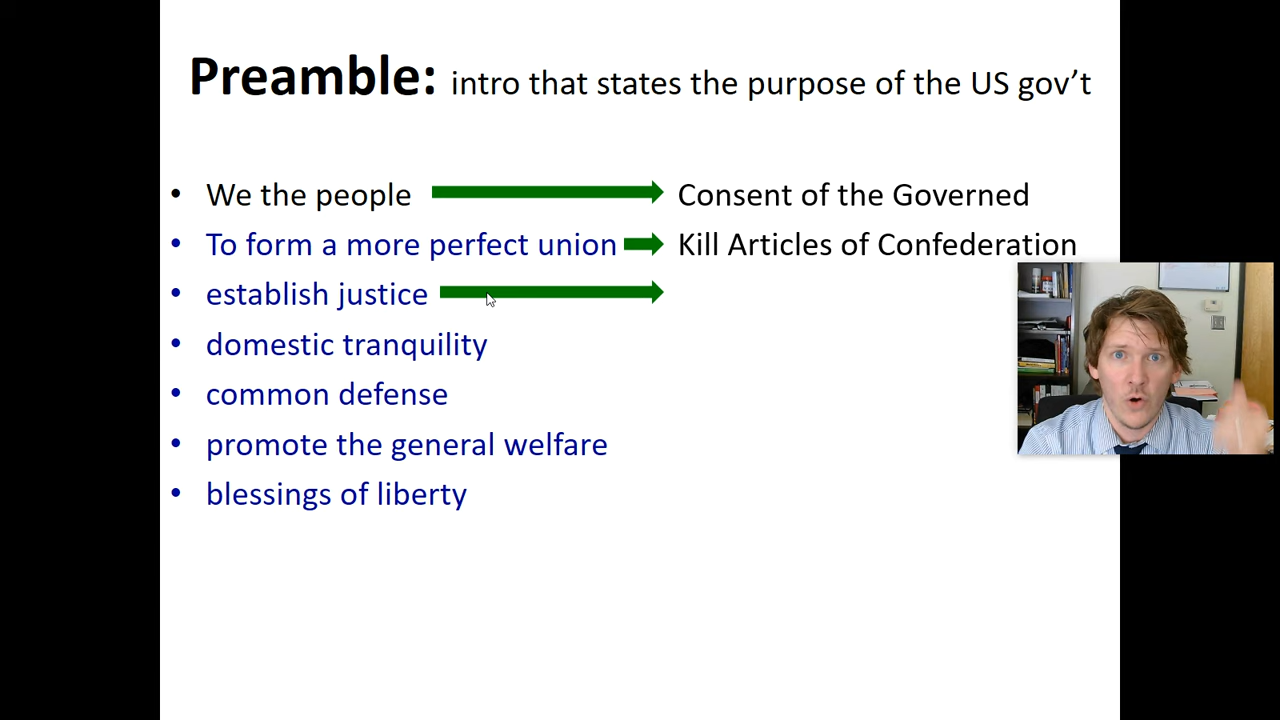 Preamble: intro that states the purpose of the US gov’t
• We the people Consent of the Governed
• To form a more perfect union Kill Articles of Confederation
• establish justice
• domestic tranquility
• common defense
• promote the general welfare
• blessings of liberty